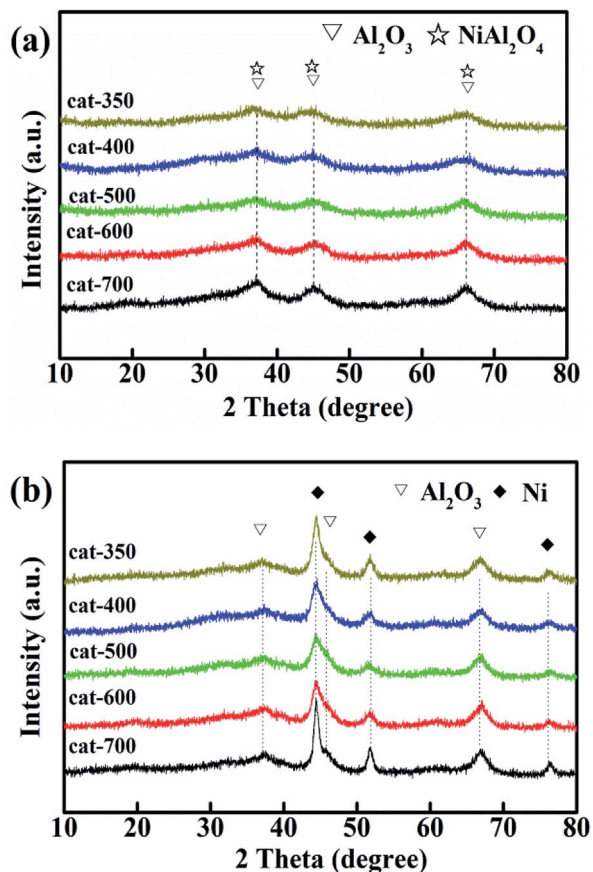 (a)
▽ Al₂O₃ ☆ NiAl₂O₄
cat-350
cat-400
cat-500
cat-600
cat-700
Intensity (a.u.)
10 20 30 40 50 60 70 80
2 Theta (degree)
(b)
▽ Al₂O₃ ◆ Ni
cat-350
cat-400
cat-500
cat-600
cat-700
Intensity (a.u.)
10 20 30 40 50 60 70 80
2 Theta (degree)